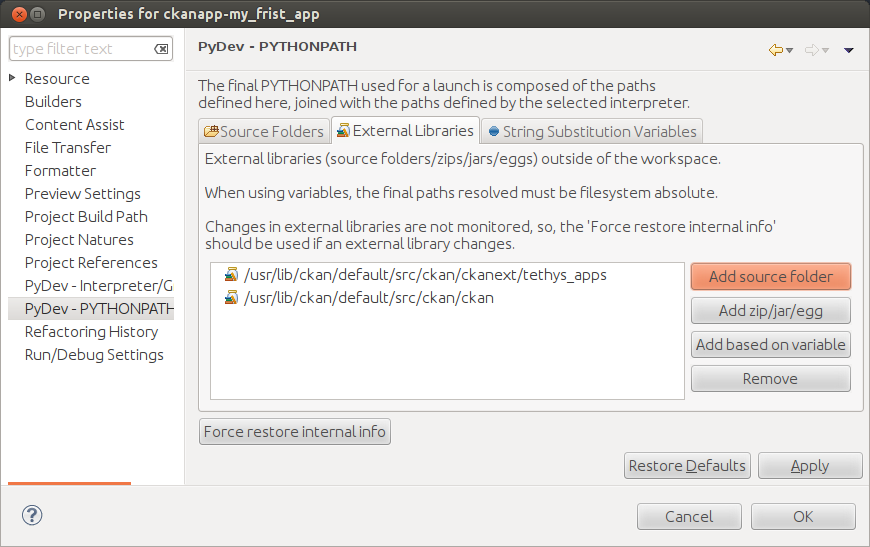 Properties for ckanapp-my_frist_app
type filter text
Resource
Builders
Content Assist
File Transfer
Formatter
Preview Settings
Project Build Path
Project Natures
Project References
PyDev - Interpreter/G
PyDev - PYTHONPATH
Refactoring History
Run/Debug Settings
PyDev - PYTHONPATH
The final PYTHONPATH used for a launch is composed of the paths
defined here, joined with the paths defined by the selected interpreter.
Source Folders External Libraries String Substitution Variables
External libraries (source folders/zips/jars/eggs) outside of the workspace.
When using variables, the final paths resolved must be filesystem absolute.
Changes in external libraries are not monitored, so, the 'Force restore internal info'
should be used if an external library changes.
/usr/lib/ckan/default/src/ckan/ckanext/tethys_apps
/usr/lib/ckan/default/src/ckan/ckan
Add source folder
Add zip/jar/egg
Add based on variable
Remove
Force restore internal info
Restore Defaults Apply
? Cancel OK